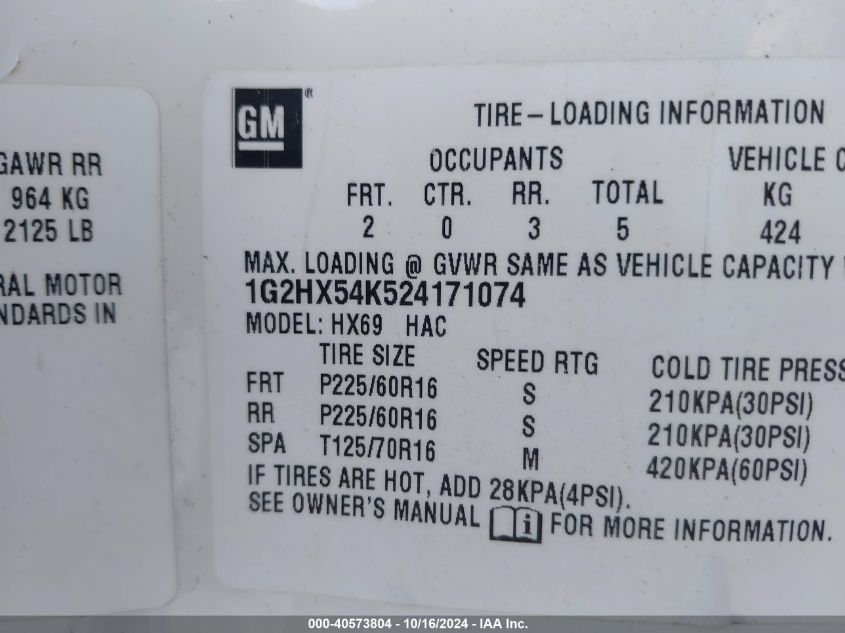 GAWR RR
964 KG
2125 LB
RAL MOTOR
NDARDS IN
GM ®
TIRE-LOADING INFORMATION
OCCUPANTS VEHICLE C
FRT. CTR. RR. TOTAL KG
2 0 3 5 424
MAX. LOADING @ GVWR SAME AS VEHICLE CAPACITY
1G2HX54K524171074
MODEL: HX69 HAC
TIRE SIZE SPEED RTG COLD TIRE PRESS
FRT P225/60R16 S 210KPA(30PSI)
RR P225/60R16 S 210KPA(30PSI)
SPA T125/70R16 M 420KPA(60PSI)
IF TIRES ARE HOT, ADD 28KPA(4PSI).
SEE OWNER'S MANUAL i FOR MORE INFORMATION.
000-40573804 - 10/16/2024 - IAA Inc.